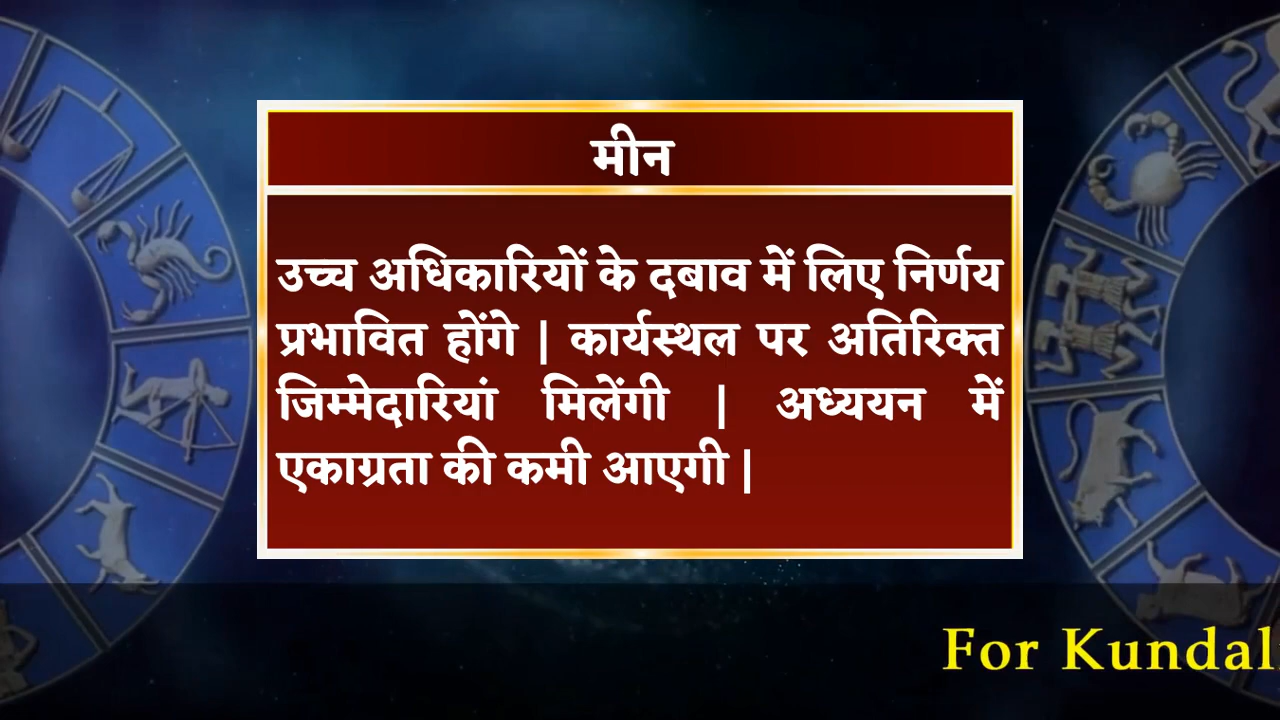 मीन
उच्च अधिकारियों के दबाव में लिए निर्णय
प्रभावित होंगे | कार्यस्थल पर अतिरिक्त
जिम्मेदारियां मिलेंगी | अध्ययन में
एकाग्रता की कमी आएगी |
For Kundal